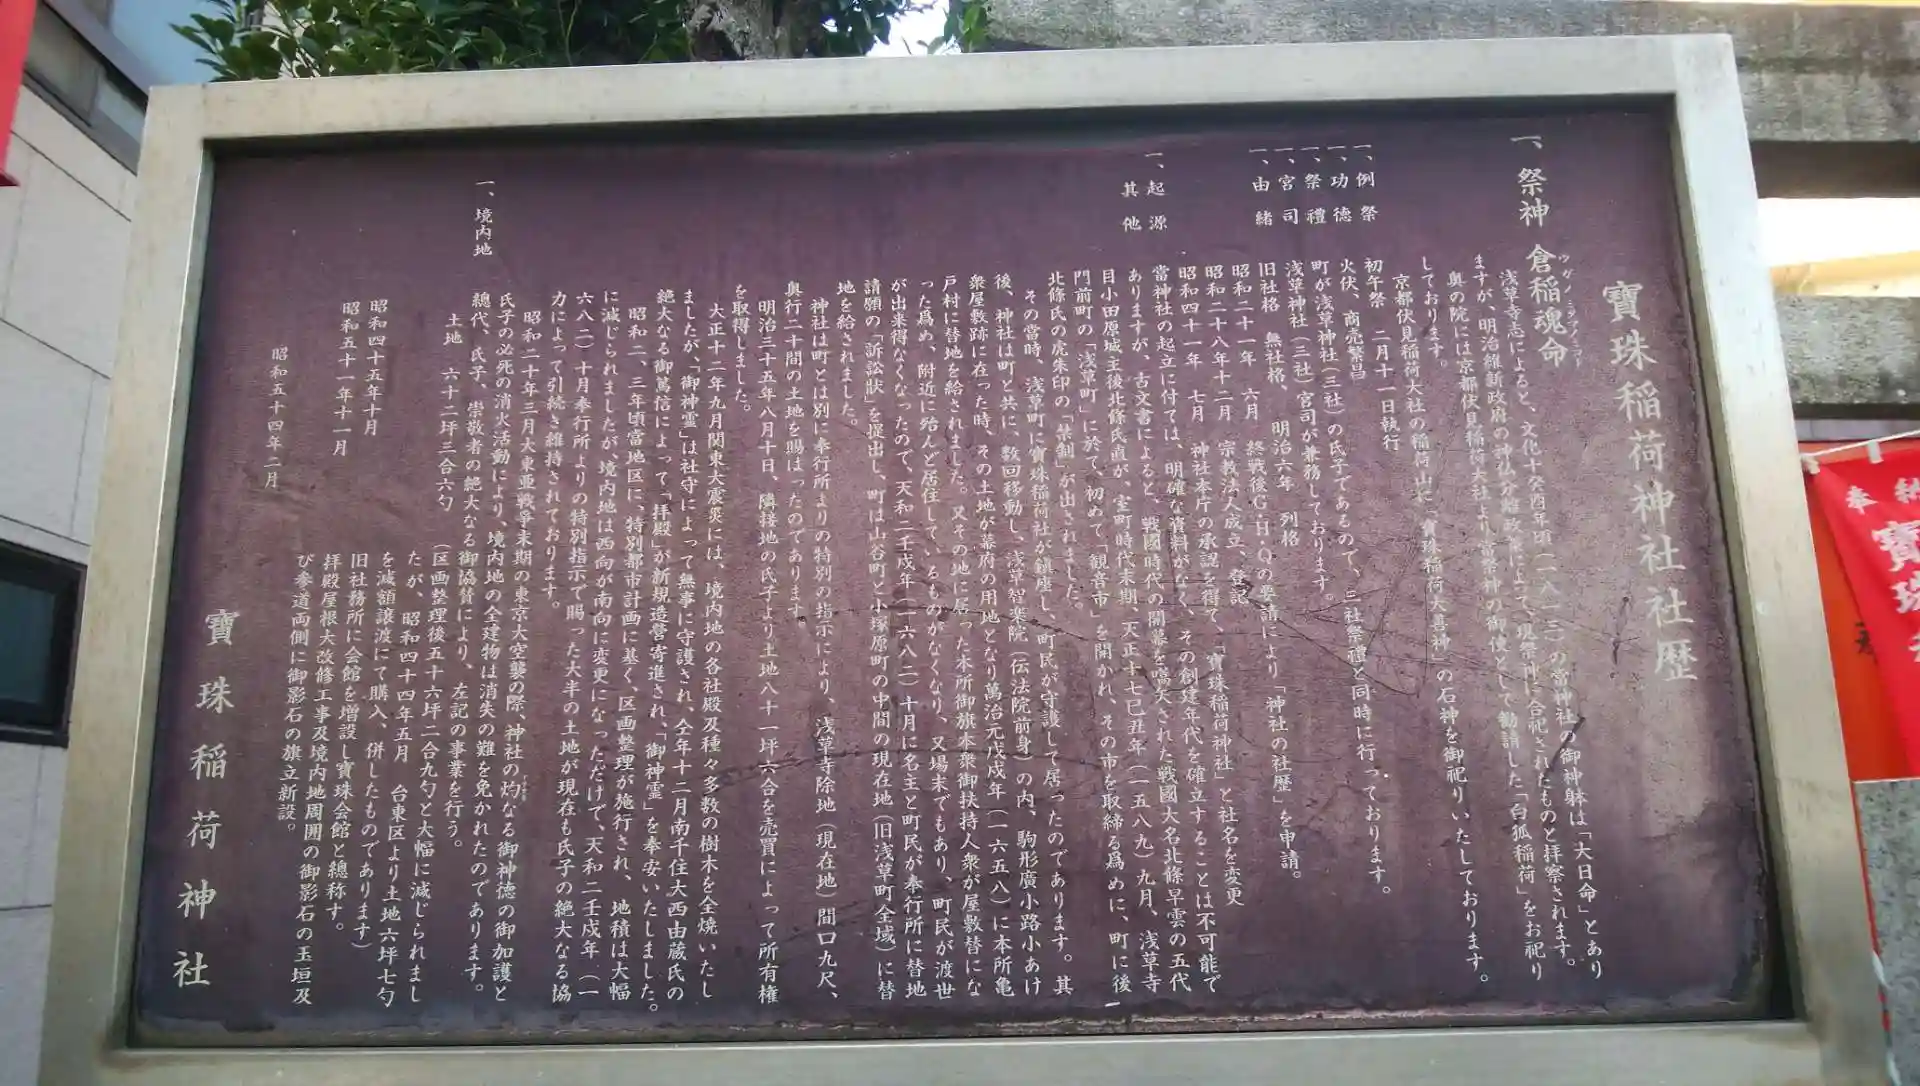 寶珠稲荷神社社歴
一、祭神 倉稲魂命
浅草寺志によると、文化十癸酉年頃(一八一三)の當神社の御神躰は「大日命」とあり
ますが、明治維新政府の神仏分離政策によって、現祭神に合祀されたものと拝察されます。
奥の院には京都伏見稲荷大社より當祭神の御使として勧請した「白狐稲荷」をお祀り
しております。
京都伏見稲荷大社の稲荷山に「寶珠稲荷大善神」の石神を御祀りいたしております。
一、例祭 初午祭 二月十一日執行
一、功徳 火伏、商売繁昌
一、祭禮 町が浅草神社(三社)の氏子であるので、三社祭禮と同時に行っております。
一、宮司 浅草神社(三社)宮司が兼務しております。
一、由緒 旧社格 無社格、 明治六年 列格
昭和二十一年 六月 終戦後G・H・Qの要請により「神社の社歴」を申請。
昭和二十八年十二月 宗教法人成立、登記
昭和四十一年 七月 神社本庁の承認を得て、「寶珠稲荷神社」と社名を変更
一、起源 當神社の起立に付ては、明確な資料がなく、その創建年代を確立することは不可能で
其他 ありますが、古文書によると、戦國時代の開幕を嚆矢された戦國大名北條早雲の五代
目小田原城主後北條氏直が、室町時代末期、天正十七己丑年(一五八九)九月、浅草寺
門前町の「浅草町」に於て、初めて「観音市」を開かれ、その市を取締る爲めに、町に後
北條氏の虎朱印の「禁制」が出されました。
その當時、浅草町に寶珠稲荷社が鎮座し、町民が守護して居ったのであります。其
後、神社は町と共に、数回移動し、浅草智楽院(伝法院前身)の内、駒形廣小路小あげ
衆屋敷跡に在った時、その土地が幕府の用地となり萬治元戊戌年(一六五八)に本所亀
戸村に替地を給されました。又その地に居った本所御旗本衆御扶持人衆が屋敷替にな
った爲め、附近に殆んど居住しているものがなくなり、又場末でもあり、町民が渡世
が出来得なくなったので、天和二壬戌年(一六八二)十月に名主と町民が奉行所に替地
請願の「訴訟状」を提出し、町は山谷町と小塚原町の中間の現在地(旧浅草町全域)に替
地を給されました。
神社は町とは別に奉行所よりの特別の指示により、浅草寺除地(現在地)間口九尺、
奥行二十間の土地を賜はったのであります
明治三十五年八月十日、隣接地の氏子より土地八十一坪六合を売買によって所有権
を取得しました。
大正十二年九月関東大震災には、境内地の各社殿及種々多数の樹木を全焼いたし
ましたが、「御神霊」は社守によって無事に守護され、仝年十二月南千住大西由蔵氏の
絶大なる御篤信によって「拝殿」が新規造営寄進され、「御神霊」を奉安いたしました。
昭和二、三年頃當地区に、特別都市計画に基く、区画整理が施行され、地積は大幅
に減じられましたが、境内地は西向が南向に変更になっただけで、天和二壬戌年(一
六八二)十月奉行所よりの特別指示で賜った大半の土地が現在も氏子の絶大なる協
力によって引続き維持されております。
昭和二十年三月大東亜戦爭末期の東京大空襲の際、神社の灼なる御神徳の御加護と
氏子の必死の消火活動により、境内地の全建物は消失の難を免かれたのであります。
總代、氏子、崇敬者の絶大なる御協賛により、左記の事業を行う。
一、境内地 土地 六十二坪三合六勺
(区画整理後五十六坪二合九勺と大幅に減じられまし
たが、昭和四十四年五月 台東区より土地六坪七勺
を減額譲渡にて購入、併したものであります)
昭和四十五年十月 旧社務所に会館を増設し寶珠会館と總称す。
昭和五十一年十一月 拝殿屋根大改修工事及境内地周囲の御影石の玉垣及
び参道両側に御影石の旗立新設。
昭和五十四年二月
寶珠稲荷神社
奉納
寶珠